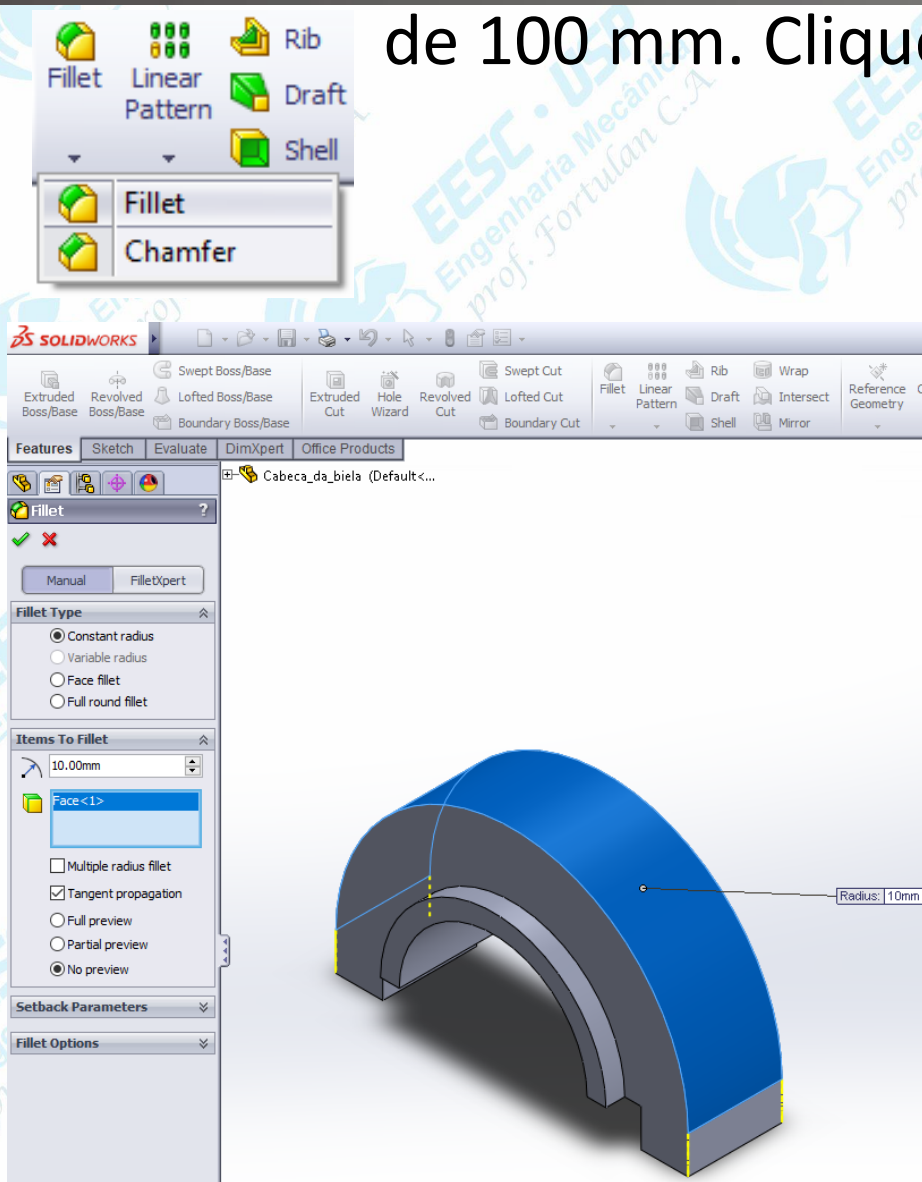 de 100 mm. Clique
Fillet
Linear
Pattern
Rib
Draft
Shell
Fillet
Chamfer
EESC · USP
Engenharia Mecânica
prof. Fortulan C.A.
SOLIDWORKS
Extruded
Boss/Base
Revolved
Boss/Base
Swept Boss/Base
Lofted Boss/Base
Boundary Boss/Base
Extruded
Cut
Hole
Wizard
Revolved
Cut
Swept Cut
Lofted Cut
Boundary Cut
Fillet
Linear
Pattern
Rib
Draft
Shell
Wrap
Intersect
Mirror
Reference
Geometry
Features
Sketch
Evaluate
DimXpert
Office Products
Cabeca_da_biela (Default<...
Fillet ?
Manual
FilletXpert
Fillet Type
Constant radius
Variable radius
Face fillet
Full round fillet
Items To Fillet
10.00mm
Face<1>
Multiple radius fillet
Tangent propagation
Full preview
Partial preview
No preview
Setback Parameters
Fillet Options
Radius: 10mm